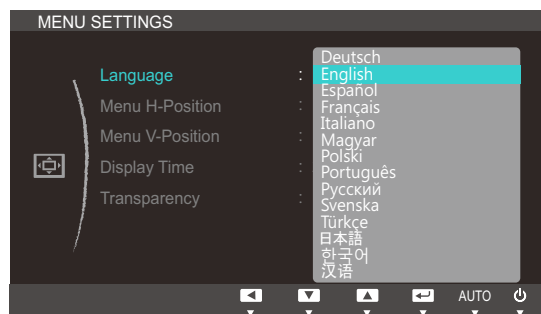 MENU SETTINGS
Language :
Menu H-Position :
Menu V-Position :
Display Time :
Transparency :
Deutsch
English
Español
Français
Italiano
Magyar
Polski
Português
Русский
Svenska
Türkçe
日本語
한국어
汉语
AUTO